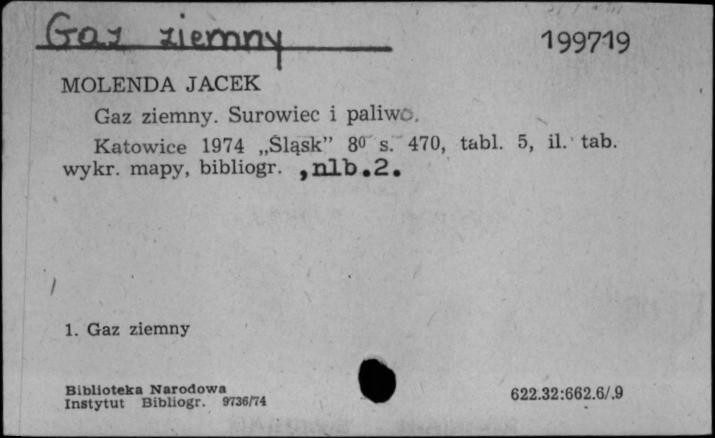 Gaz ziemny
199719
MOLENDA JACEK
Gaz ziemny. Surowiec i paliwo.
Katowice 1974 „Śląsk” 8⁰ s. 470, tabl. 5, il. tab.
wykr. mapy, bibliogr. , nlb.2.
1. Gaz ziemny
Biblioteka Narodowa
Instytut Bibliogr. 9736/74
622.32:662.6/.9